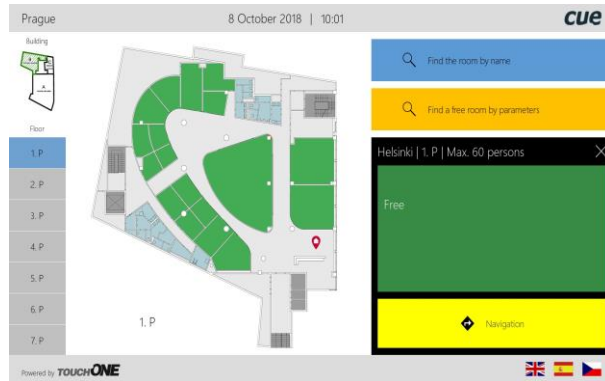 Prague
8 October 2018 | 10:01
cue
Building
Floor
1. P
2. P
3. P
4. P
5. P
6. P
7. P
1. P
Find the room by name
Find a free room by parameters
Helsinki | 1. P | Max. 60 persons
Free
Navigation
Powered by TOUCHONE